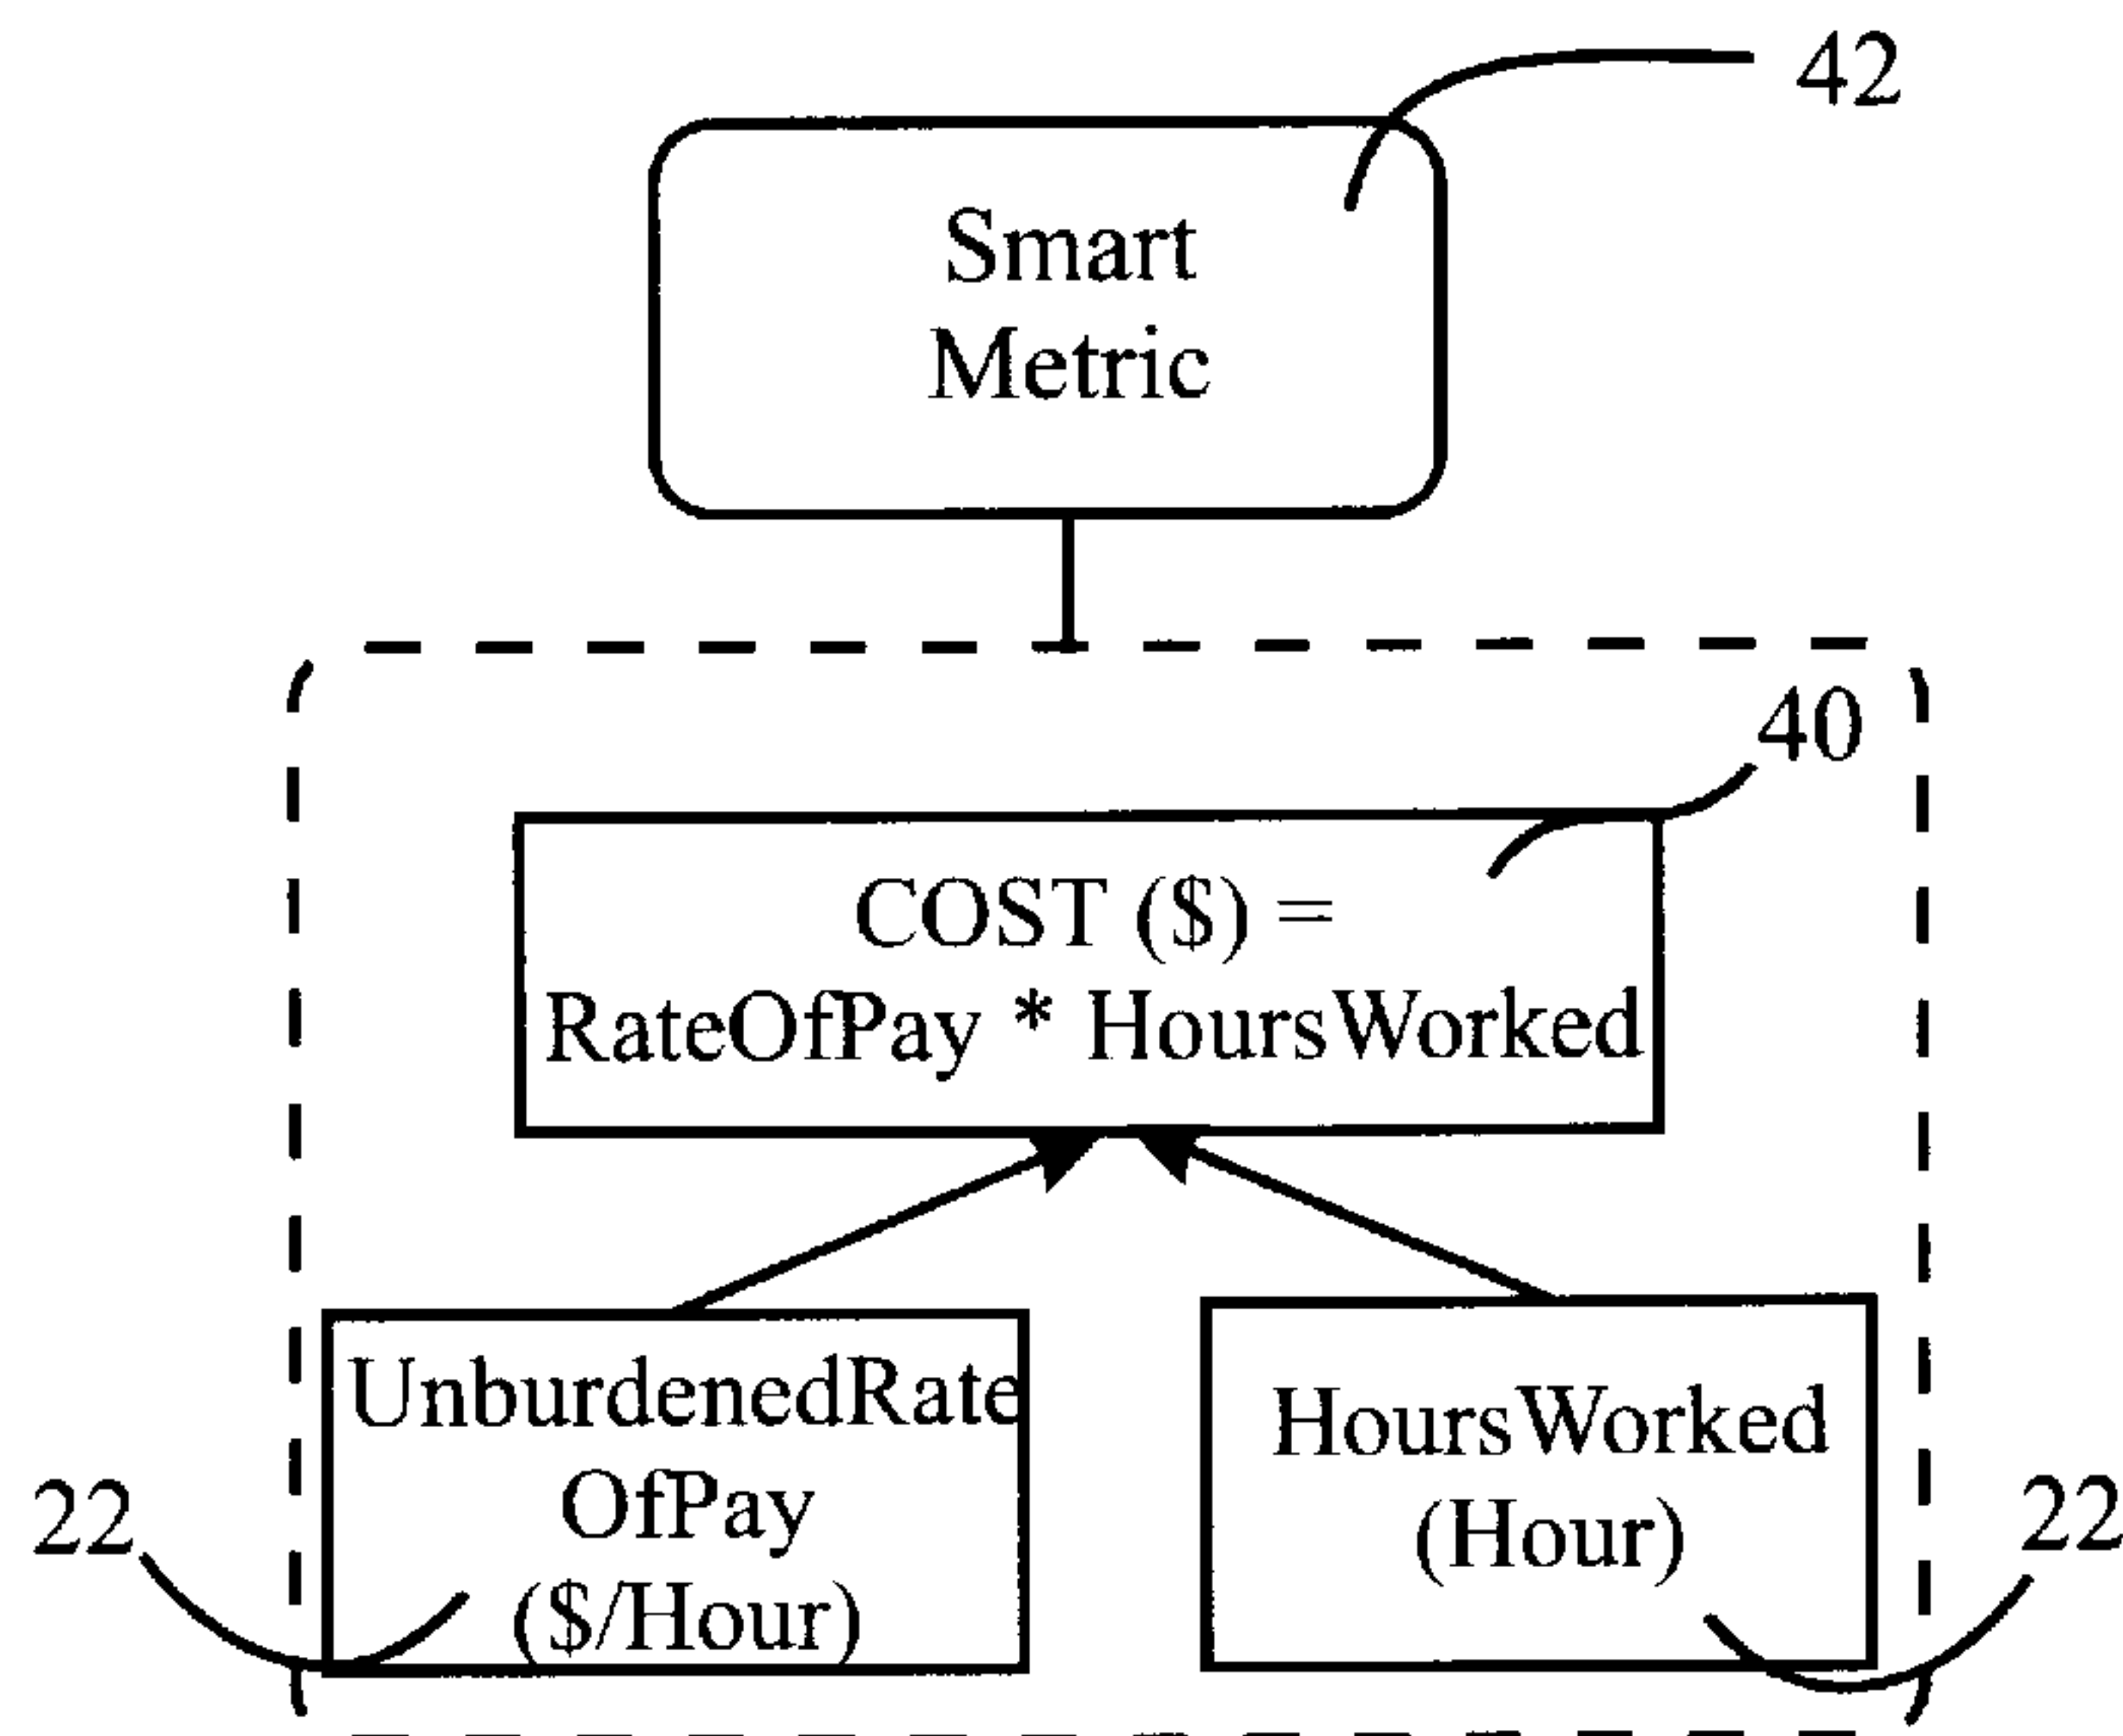 42
Smart
Metric
40
COST ($) =
RateOfPay * HoursWorked
UnburdenedRate
OfPay
($/Hour)
HoursWorked
(Hour)
22
22